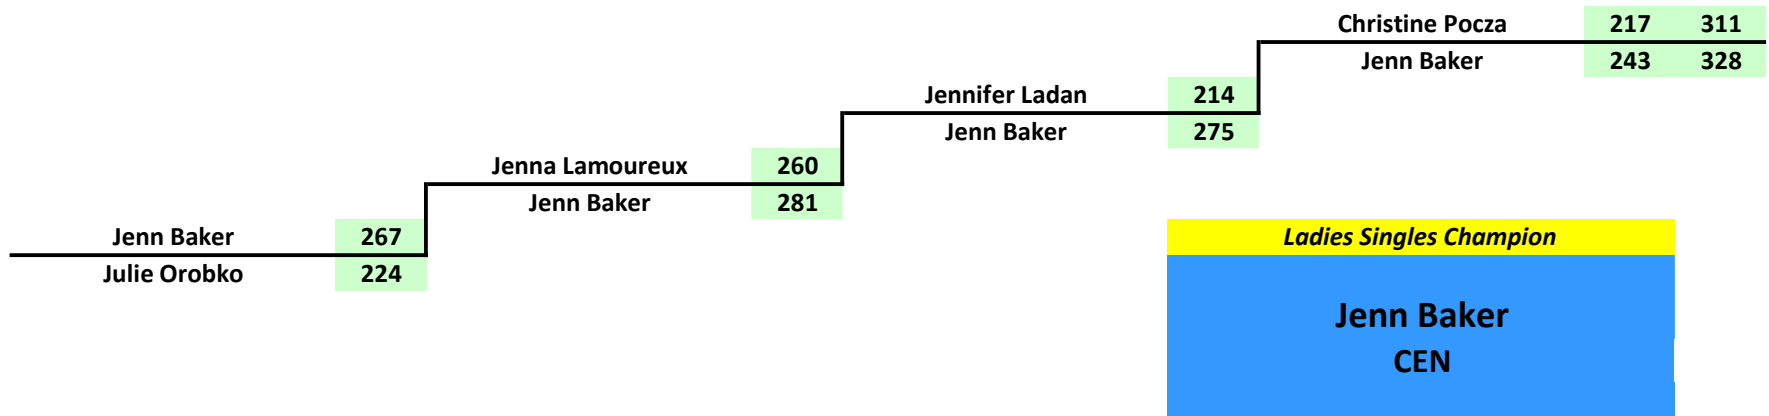 Christine Pocza 217 311
Jenn Baker 243 328
Jennifer Ladan 214
Jenn Baker 275
Jenna Lamoureux 260
Jenn Baker 281
Jenn Baker 267
Julie Orobko 224
Ladies Singles Champion
Jenn Baker
CEN